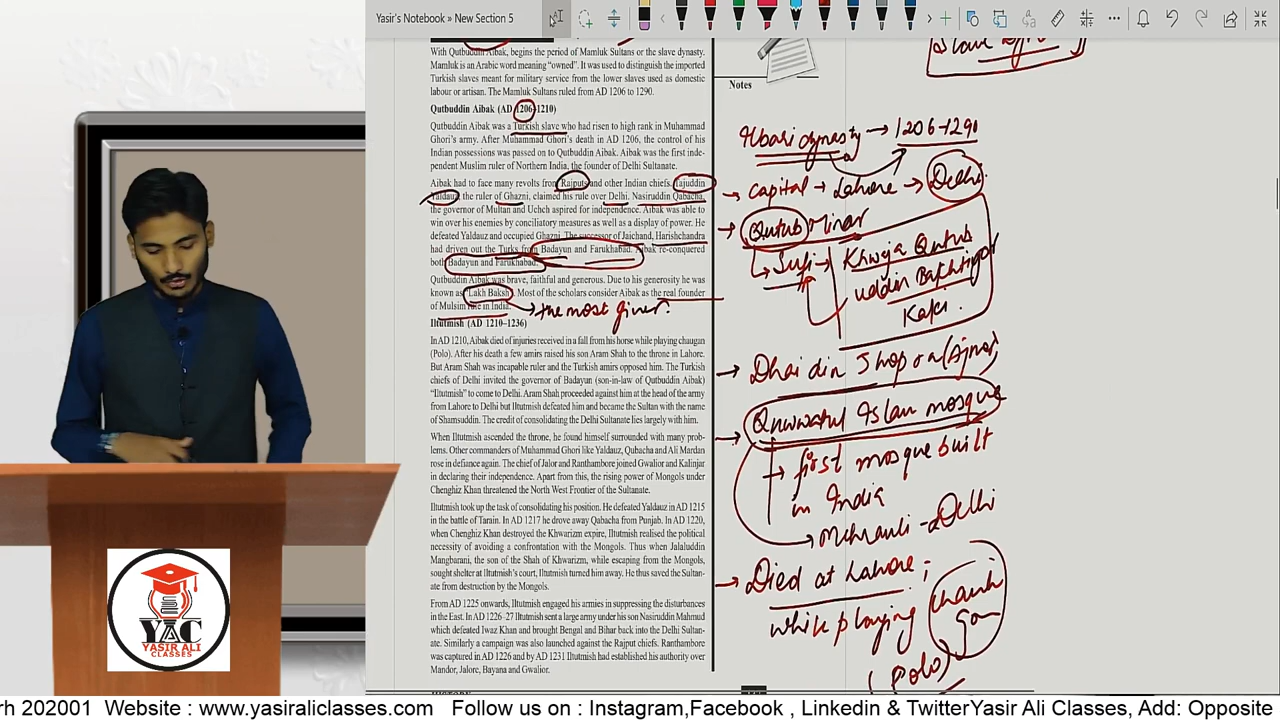 Yasir's Notebook » New Section 5
With Qutbuddin Aibak, begins the period of Mamluk Sultans or the slave dynasty.
Mamluk is an Arabic word meaning “owned”. It was used to distinguish the imported
Turkish slaves meant for military service from the lower slaves used as domestic
labour or artisan. The Mamluk Sultans ruled from AD 1206 to 1290.
Qutbuddin Aibak (AD 1206-1210)
Qutbuddin Aibak was a Turkish slave who had risen to high rank in Muhammad
Ghori's army. After Muhammad Ghori's death in AD 1206, the control of his
Indian possessions was passed on to Qutbuddin Aibak. Aibak was the first inde-
pendent Muslim ruler of Northern India, the founder of Delhi Sultanate.
Aibak had to face many revolts from Rajputs and other Indian chiefs. Tajuddin
Yaldauz, the ruler of Ghazni, claimed his rule over Delhi. Nasiruddin Qabacha,
the governor of Multan and Uchch aspired for independence. Aibak was able to
win over his enemies by conciliatory measures as well as a display of power. He
defeated Yaldauz and occupied Ghazni. The successor of Jaichand, Harishchandra
had driven out the Turks from Badayun and Farukhabad. Aibak re-conquered
both Badayun and Farukhabad.
Qutbuddin Aibak was brave, faithful and generous. Due to his generosity he was
known as “Lakh Baksh”. Most of the scholars consider Aibak as the real founder
of Mulsim rule in India.
the most giver.
Iltutmish (AD 1210-1236)
In AD 1210, Aibak died of injuries received in a fall from his horse while playing chaugan
(Polo). After his death a few amirs raised his son Aram Shah to the throne in Lahore.
But Aram Shah was incapable ruler and the Turkish amirs opposed him. The Turkish
chiefs of Delhi invited the governor of Badayun (son-in-law of Qutbuddin Aibak)
“Iltutmish” to come to Delhi. Aram Shah proceeded against him at the head of the army
from Lahore to Delhi but Iltutmish defeated him and became the Sultan with the name
of Shamsuddin. The credit of consolidating the Delhi Sultanate lies largely with him.
When Iltutmish ascended the throne, he found himself surrounded with many prob-
lems. Other commanders of Muhammad Ghori like Yaldauz, Qubacha and Ali Mardan
rose in defiance again. The chief of Jalor and Ranthambore joined Gwalior and Kalinjar
in declaring their independence. Apart from this, the rising power of Mongols under
Chenghiz Khan threatened the North West Frontier of the Sultanate.
Iltutmish took up the task of consolidating his position. He defeated Yaldauz in AD 1215
in the battle of Tarain. In AD 1217 he drove away Qabacha from Punjab. In AD 1220,
when Chenghiz Khan destroyed the Khwarizm expire, Iltutmish realised the political
necessity of avoiding a confrontation with the Mongols. Thus when Jalaluddin
Mangbarani, the son of the Shah of Khwarizm, while escaping from the Mongols,
sought shelter at Iltutmish's court, Iltutmish turned him away. He thus saved the Sultan-
ate from destruction by the Mongols.
From AD 1225 onwards, Iltutmish engaged his armies in suppressing the disturbances
in the East. In AD 1226-27 Iltutmish sent a large army under his son Nasiruddin Mahmud
which defeated Iwaz Khan and brought Bengal and Bihar back into the Delhi Sultan-
ate. Similarly a campaign was also launched against the Rajput chiefs. Ranthambore
was captured in AD 1226 and by AD 1231 Iltutmish had established his authority over
Mandor, Jalore, Bayana and Gwalior.
Notes
dynasty → 1206-1290
capital → Lahore → Delhi
Qutub Minar
Sufi → Khwja Qutub
uddin Bakhtiyar
Kaki.
Dhai din
Quwwatul Islam mosque
first mosque built
in India
Mehrauli - Delhi
Died at Lahore;
while playing
(Polo)
YAC
YASIR ALI
CLASSES
rh 202001 Website : www.yasiraliclasses.com Follow us on : Instagram,Facebook , Linkedin & TwitterYasir Ali Classes, Add: Opposite